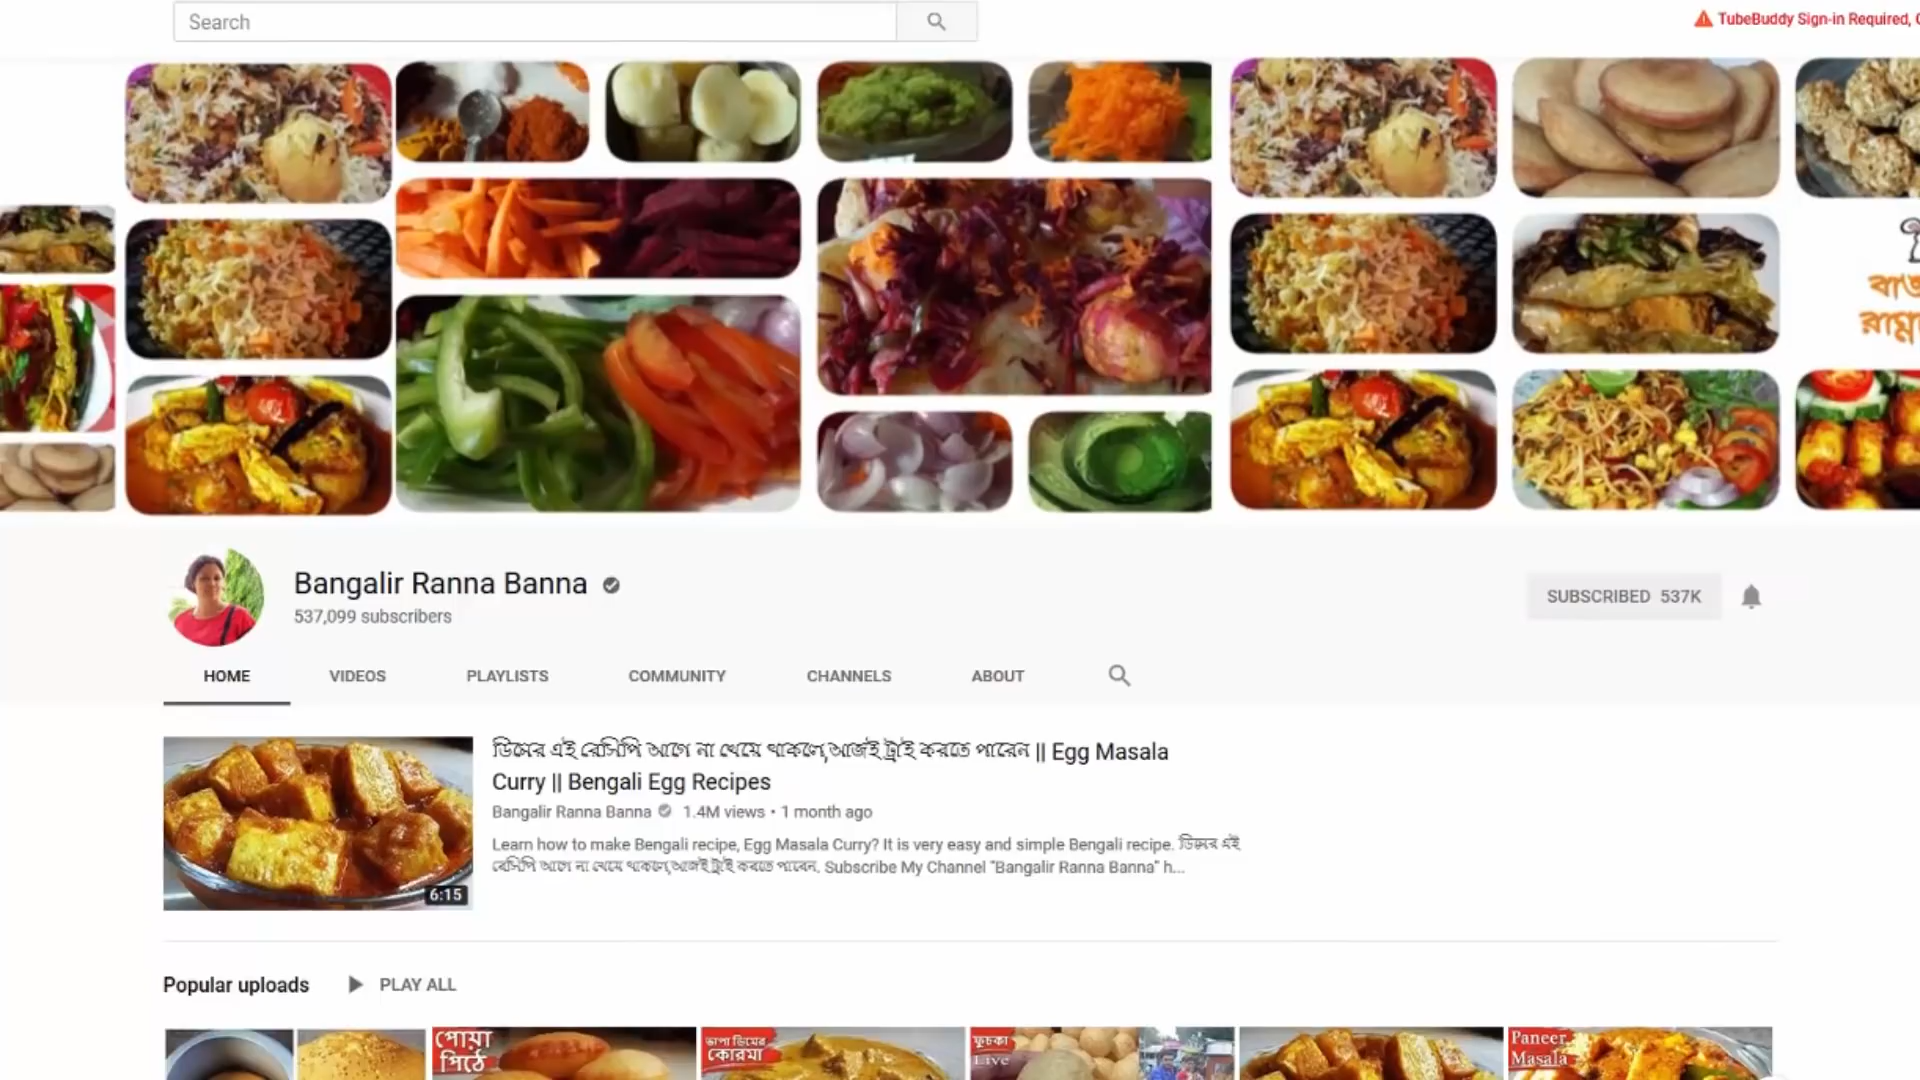 Search
TubeBuddy Sign-in Required,
Bangalir Ranna Banna
537,099 subscribers
SUBSCRIBED 537K
HOME VIDEOS PLAYLISTS COMMUNITY CHANNELS ABOUT
ডিমের এই রেসিপি আগে না খেয়ে থাকলে,আজই ট্রাই করতে পারেন || Egg Masala
Curry || Bengali Egg Recipes
Bangalir Ranna Banna 1.4M views • 1 month ago
Learn how to make Bengali recipe, Egg Masala Curry? It is very easy and simple Bengali recipe. ডিমের এই
রেসিপি আগে না খেয়ে থাকলে,আজই ট্রাই করতে পারেন. Subscribe My Channel "Bangalir Ranna Banna" h...
6:15
Popular uploads PLAY ALL
পোয়া
পিঠে
ভাপা ডিমের
কোরমা
ফুচকা
Live
Paneer
Masala